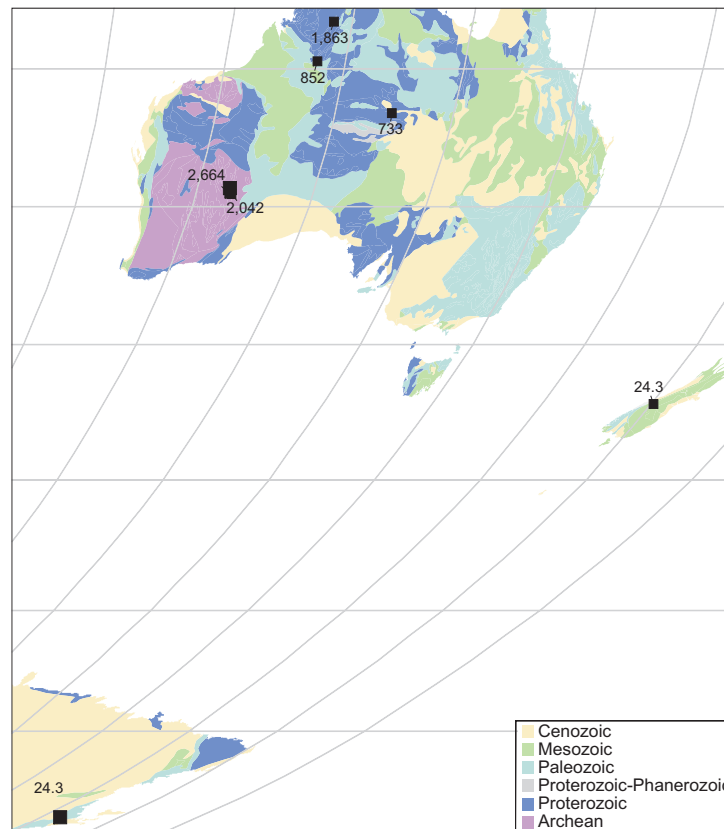 1,863
852
733
2,664
2,042
24.3
24.3
Cenozoic
Mesozoic
Paleozoic
Proterozoic-Phanerozoic
Proterozoic
Archean